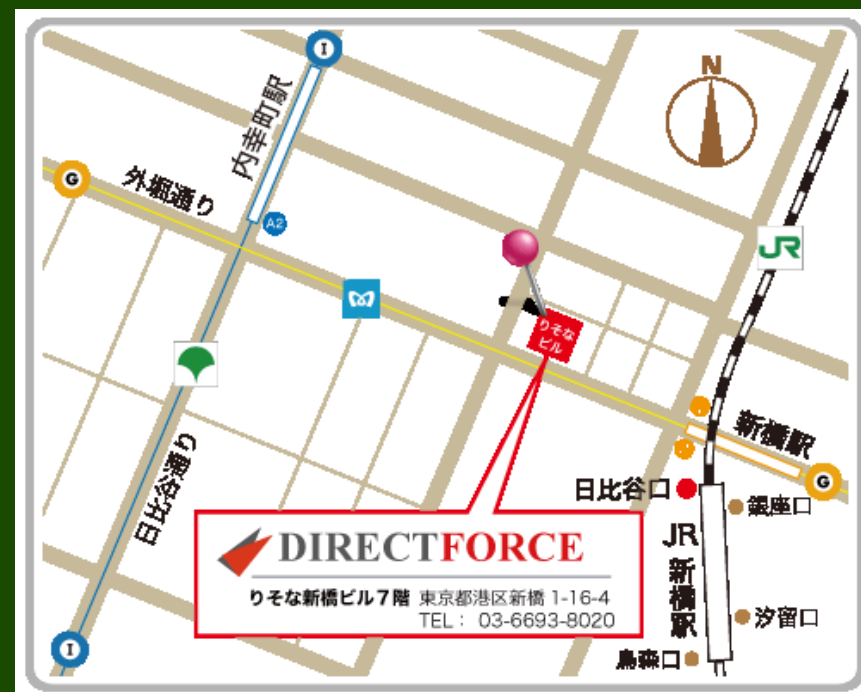 I
N
内幸町駅
G
外堀通り
A2
JR
りそな
ビル
新橋駅
G
日比谷口
銀座口
日比谷通り
DIRECTFORCE
りそな新橋ビル7階 東京都港区新橋 1-16-4
TEL： 03-6693-8020
JR
新橋駅
汐留口
烏森口
I